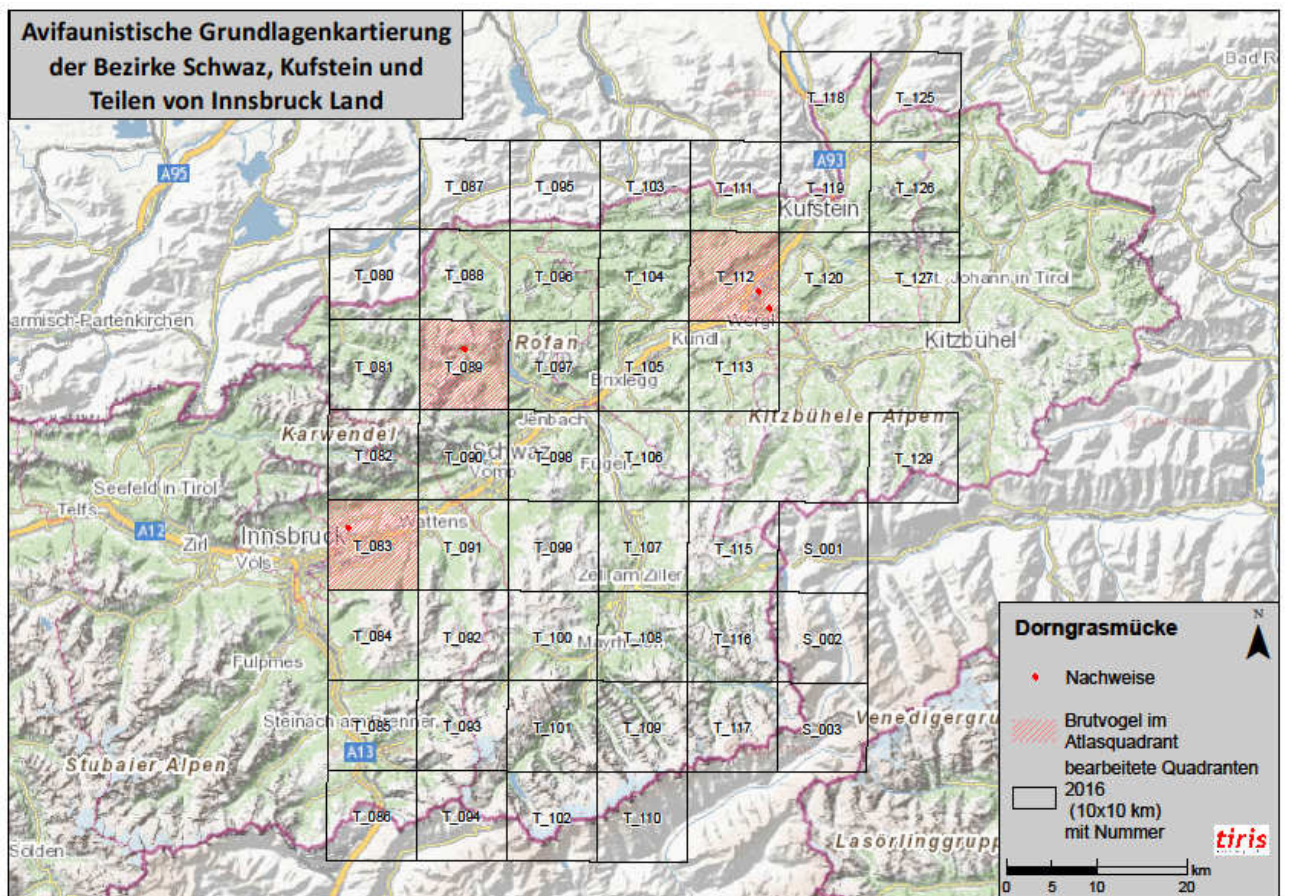 Avifaunistische Grundlagenkartierung
der Bezirke Schwaz, Kufstein und
Teilen von Innsbruck Land
T_118
T_125
A95
A93
T_087
T_095
T_103
T_111
T_119
T_126
Kufstein
T_080
T_088
T_096
T_104
T_112
T_120
T_127
St. Johann in Tirol
armisch-Partenkirchen
Wörgl
Rofan
Kundl
Kitzbühel
T_081
T_089
T_097
T_105
T_113
Brixlegg
Jenbach
Kitzbüheler Alpen
Karwendel
Schwaz
T_082
T_090
T_098
T_106
T_129
Vomp
Fügen
Seefeld in Tirol
Telfs
A12
Zirl
Innsbruck
Wattens
Völs
T_083
T_091
T_099
T_107
T_115
S_001
Zell am Ziller
T_084
T_092
T_100
T_108
T_116
S_002
Fulpmes
Steinach am Brenner
T_085
T_093
T_101
T_109
T_117
S_003
Venedigergru
A13
Stubaier Alpen
T_086
T_094
T_102
T_110
Sölden
Lasörlinggrupp
Dorngrasmücke
N
Nachweise
Brutvogel im
Atlasquadrant
bearbeitete Quadranten
2016
(10x10 km)
mit Nummer
tiris
km
0 5 10 20